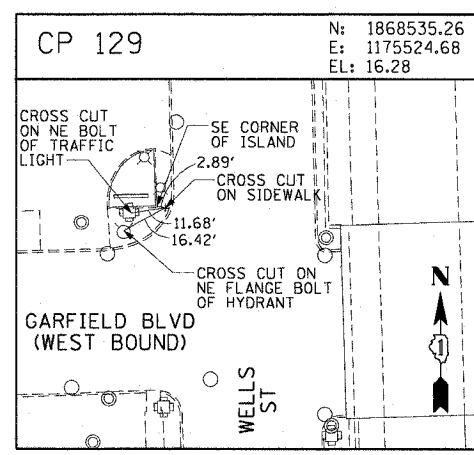 CP 129
N: 1868535.26
E: 1175524.68
EL: 16.28
CROSS CUT
ON NE BOLT
OF TRAFFIC
LIGHT
SE CORNER
OF ISLAND
2.89'
CROSS CUT
ON SIDEWALK
11.68'
16.42'
CROSS CUT ON
NE FLANGE BOLT
OF HYDRANT
GARFIELD BLVD
(WEST BOUND)
WELLS
ST
N
1